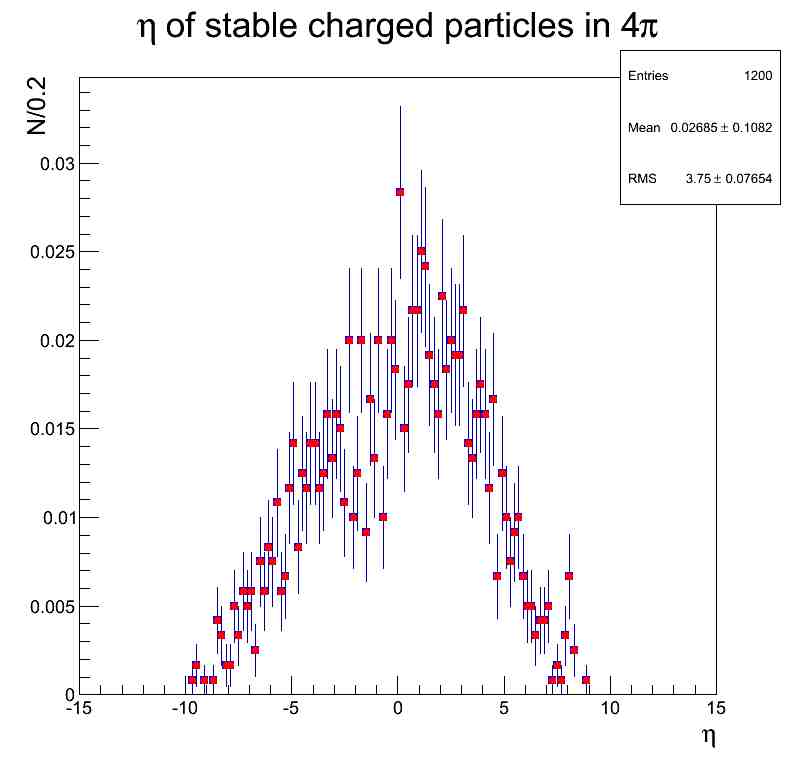 η of stable charged particles in 4π
Entries 1200
Mean 0.02685 ± 0.1082
RMS 3.75 ± 0.07654
N/0.2
0.03
0.025
0.02
0.015
0.01
0.005
0
-15 -10 -5 0 5 10 15
η